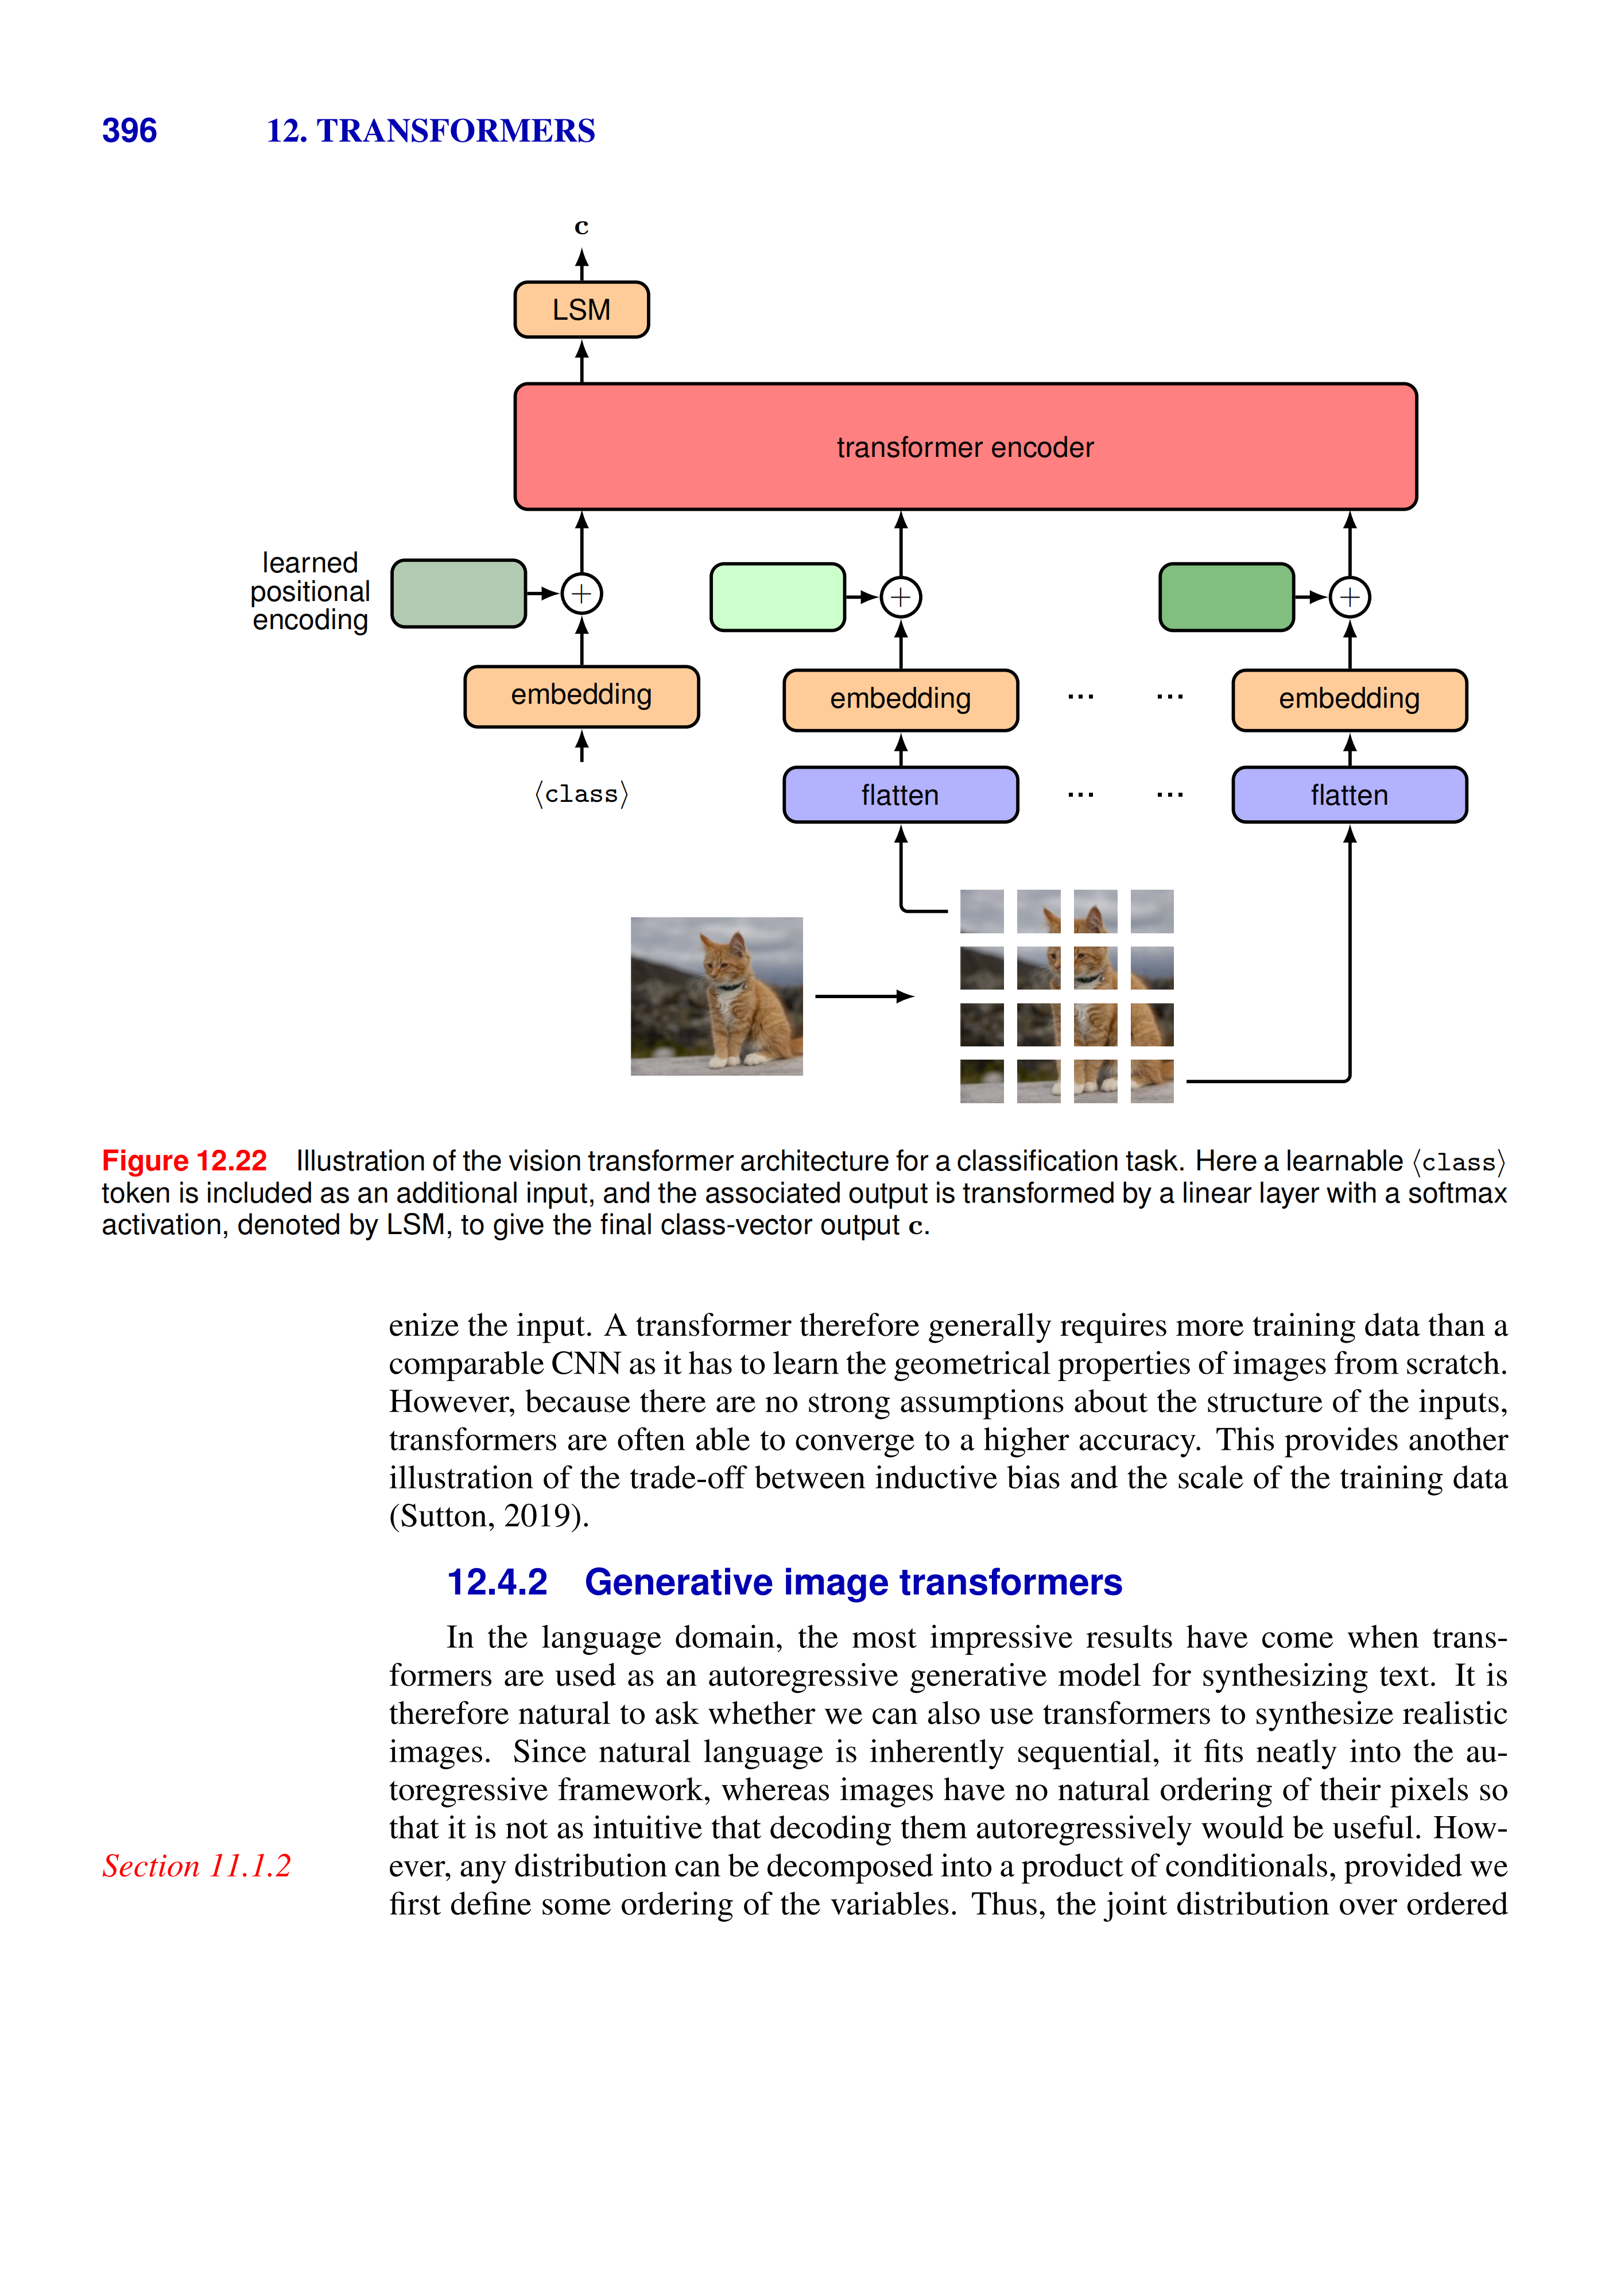 396 12. TRANSFORMERS
c
LSM
transformer encoder
learned
positional
encoding
+ + +
embedding embedding ... ... embedding
⟨class⟩ flatten ... ... flatten
Figure 12.22 Illustration of the vision transformer architecture for a classification task. Here a learnable ⟨class⟩
token is included as an additional input, and the associated output is transformed by a linear layer with a softmax
activation, denoted by LSM, to give the final class-vector output c.
enize the input. A transformer therefore generally requires more training data than a
comparable CNN as it has to learn the geometrical properties of images from scratch.
However, because there are no strong assumptions about the structure of the inputs,
transformers are often able to converge to a higher accuracy. This provides another
illustration of the trade-off between inductive bias and the scale of the training data
(Sutton, 2019).
12.4.2 Generative image transformers
In the language domain, the most impressive results have come when trans-
formers are used as an autoregressive generative model for synthesizing text. It is
therefore natural to ask whether we can also use transformers to synthesize realistic
images. Since natural language is inherently sequential, it fits neatly into the au-
toregressive framework, whereas images have no natural ordering of their pixels so
that it is not as intuitive that decoding them autoregressively would be useful. How-
Section 11.1.2 ever, any distribution can be decomposed into a product of conditionals, provided we
first define some ordering of the variables. Thus, the joint distribution over ordered